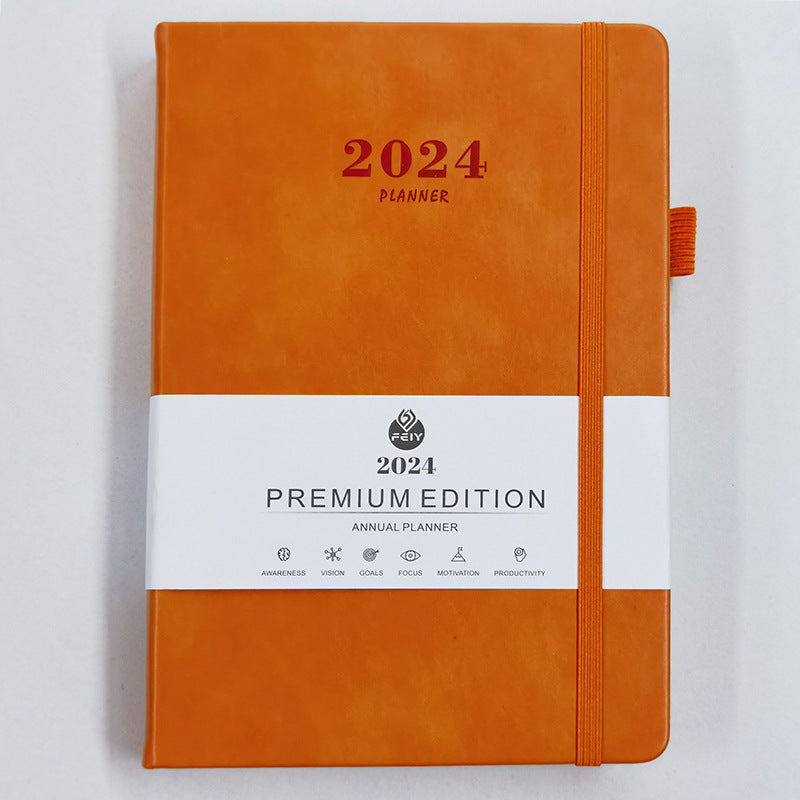 2024
PLANNER
FEIY
2024
PREMIUM EDITION
ANNUAL PLANNER
AWARENESS VISION GOALS FOCUS MOTIVATION PRODUCTIVITY